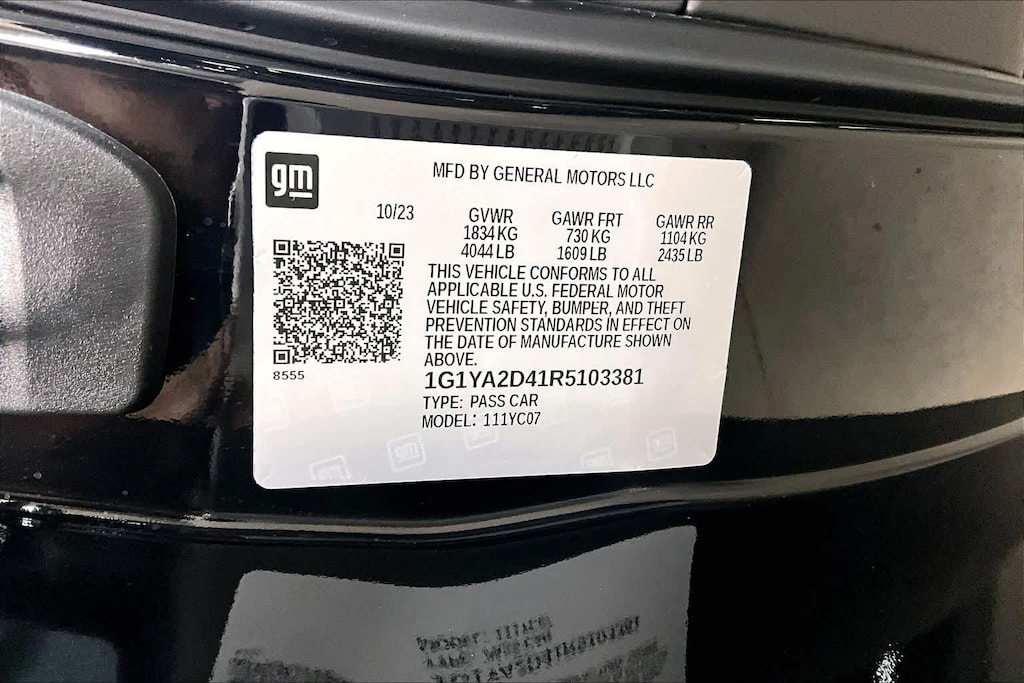 gm
MFD BY GENERAL MOTORS LLC
10/23
GVWR GAWR FRT GAWR RR
1834 KG 730 KG 1104 KG
4044 LB 1609 LB 2435 LB
THIS VEHICLE CONFORMS TO ALL
APPLICABLE U.S. FEDERAL MOTOR
VEHICLE SAFETY, BUMPER, AND THEFT
PREVENTION STANDARDS IN EFFECT ON
THE DATE OF MANUFACTURE SHOWN
ABOVE.
8555
1G1YA2D41R5103381
TYPE: PASS CAR
MODEL: 111YC07
gm